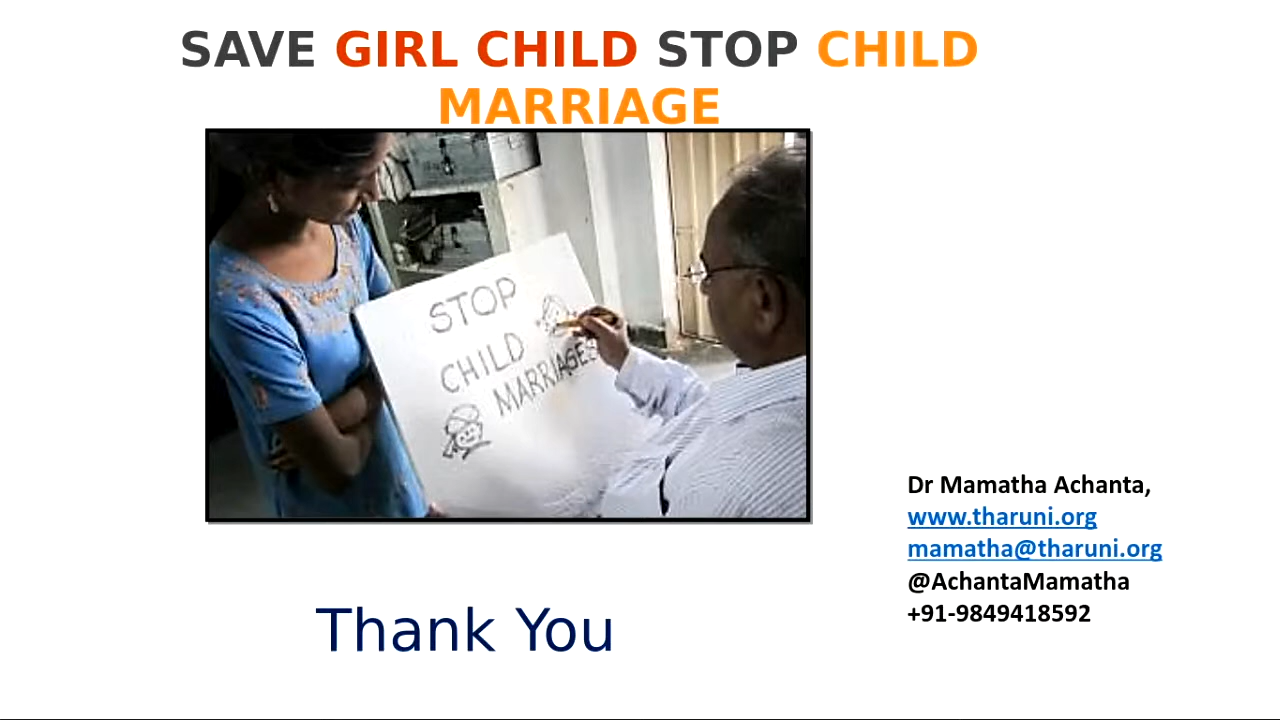 SAVE GIRL CHILD STOP CHILD
MARRIAGE
STOP
CHILD
MARRIAGES
Dr Mamatha Achanta,
www.tharuni.org
mamatha@tharuni.org
@AchantaMamatha
+91-9849418592
Thank You